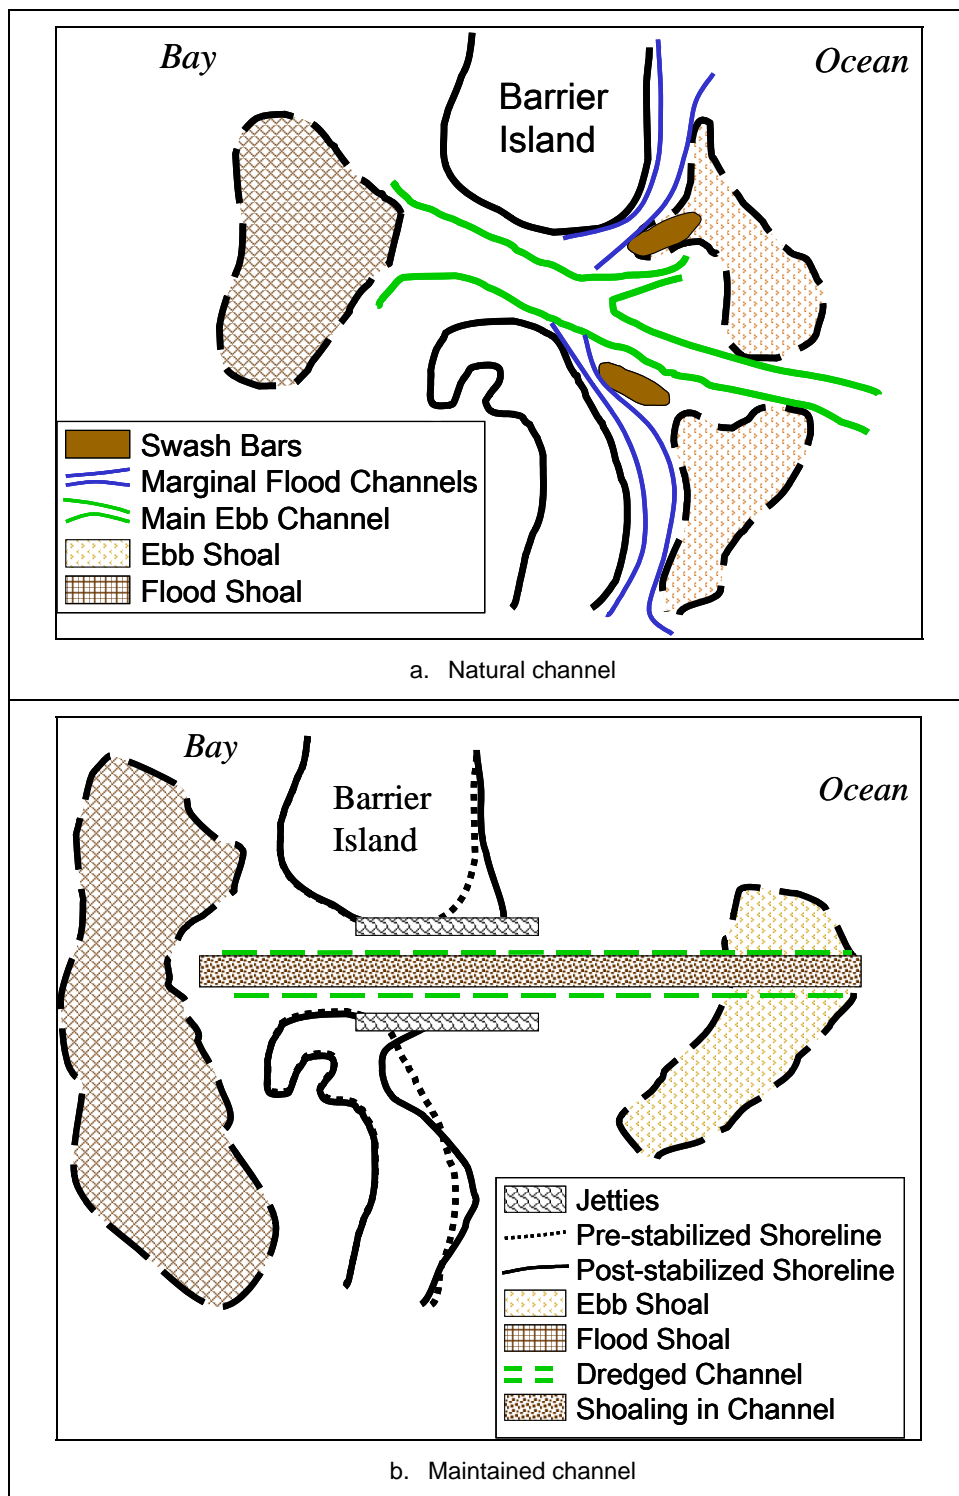 Bay
Ocean
Barrier
Island
Swash Bars
Marginal Flood Channels
Main Ebb Channel
Ebb Shoal
Flood Shoal
a. Natural channel
Bay
Ocean
Barrier
Island
Jetties
Pre-stabilized Shoreline
Post-stabilized Shoreline
Ebb Shoal
Flood Shoal
Dredged Channel
Shoaling in Channel
b. Maintained channel